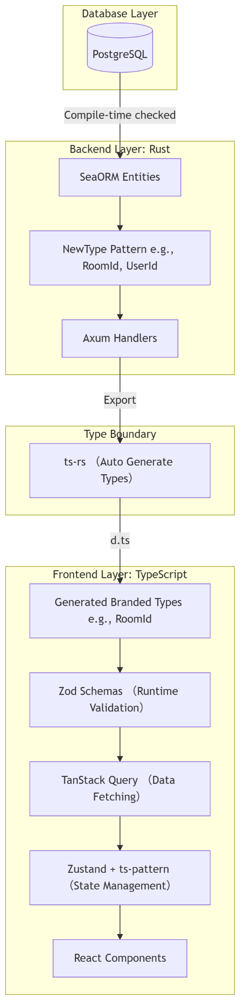 Database Layer
PostgreSQL
Compile-time checked
Backend Layer: Rust
SeaORM Entities
NewType Pattern e.g.,
RoomId, UserId
Axum Handlers
Export
Type Boundary
ts-rs （Auto Generate
Types）
d.ts
Frontend Layer: TypeScript
Generated Branded Types
e.g., RoomId
Zod Schemas （Runtime
Validation）
TanStack Query （Data
Fetching）
Zustand + ts-pattern
（State Management）
React Components